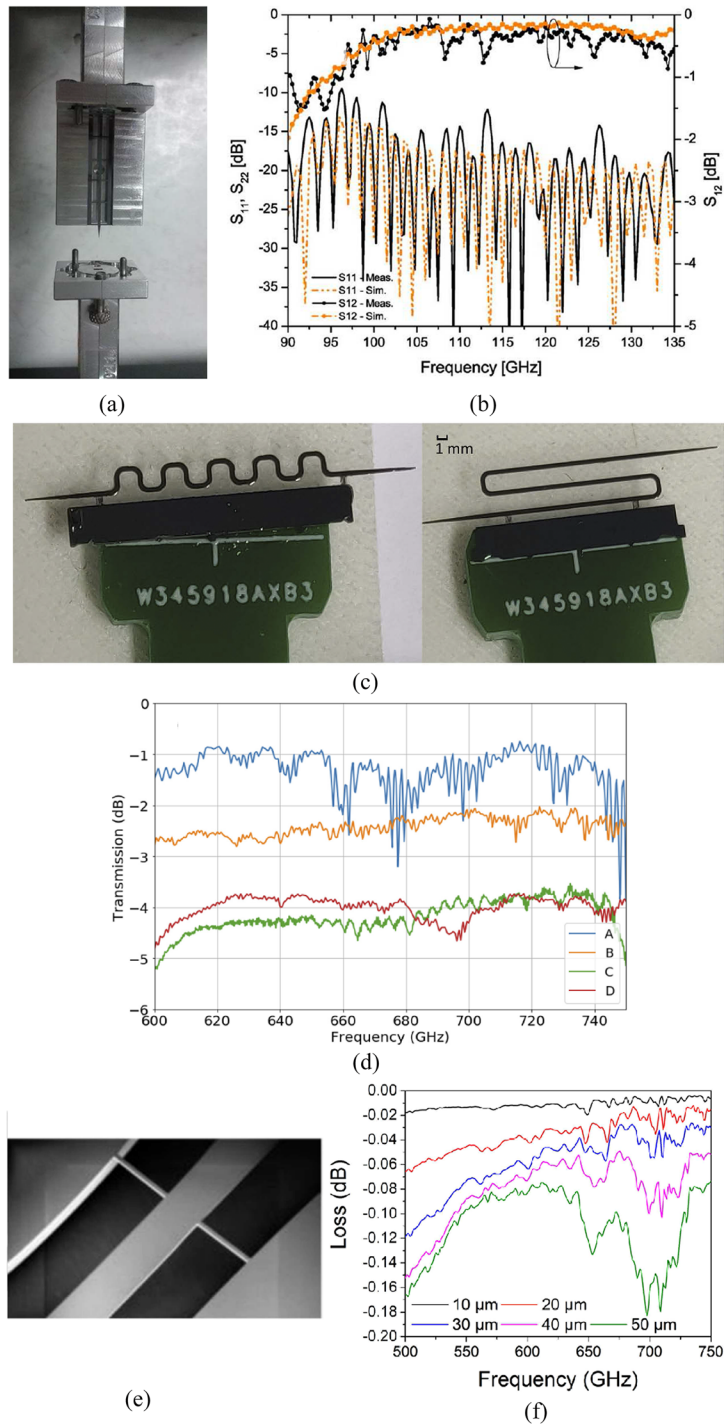 0
-5
-10
-15
-20
-25
-30
-35
-40
S11, S22 [dB]
0
-1
-2
-3
-4
-5
S12 [dB]
S11 - Meas.
S11 - Sim.
S12 - Meas.
S12 - Sim.
90 95 100 105 110 115 120 125 130 135
Frequency [GHz]
(a)
(b)
1 mm
W345918AXB3
W345918AXB3
(c)
0
−1
−2
−3
−4
−5
−6
Transmission (dB)
A
B
C
D
600 620 640 660 680 700 720 740
Frequency (GHz)
(d)
0.00
-0.02
-0.04
-0.06
-0.08
-0.10
-0.12
-0.14
-0.16
-0.18
-0.20
Loss (dB)
10 µm 20 µm
30 µm 40 µm 50 µm
500 550 600 650 700 750
Frequency (GHz)
(e)
(f)